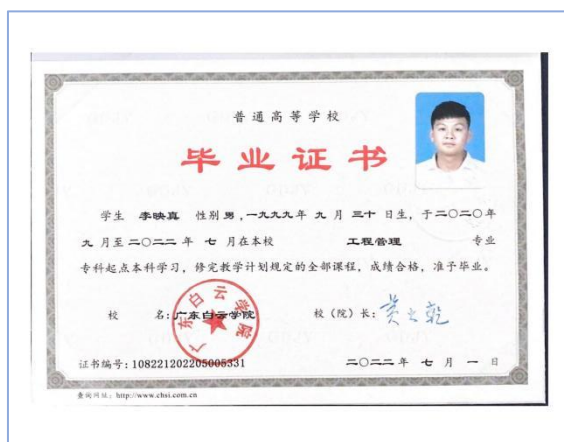 普通高等学校
毕业证书
学生 李映真 性别 男，一九九九年 九 月 三十 日生，于二〇二〇年
九 月至二〇二二 年 七 月在本校 工程管理 专业
专科起点本科学习，修完教学计划规定的全部课程，成绩合格，准予毕业。
校 名：广东白云学院 校（院）长：
广东白云学院
证书编号：108221202205005331 二〇二二 年 七 月 一 日
查询网址：http://www.chsi.com.cn